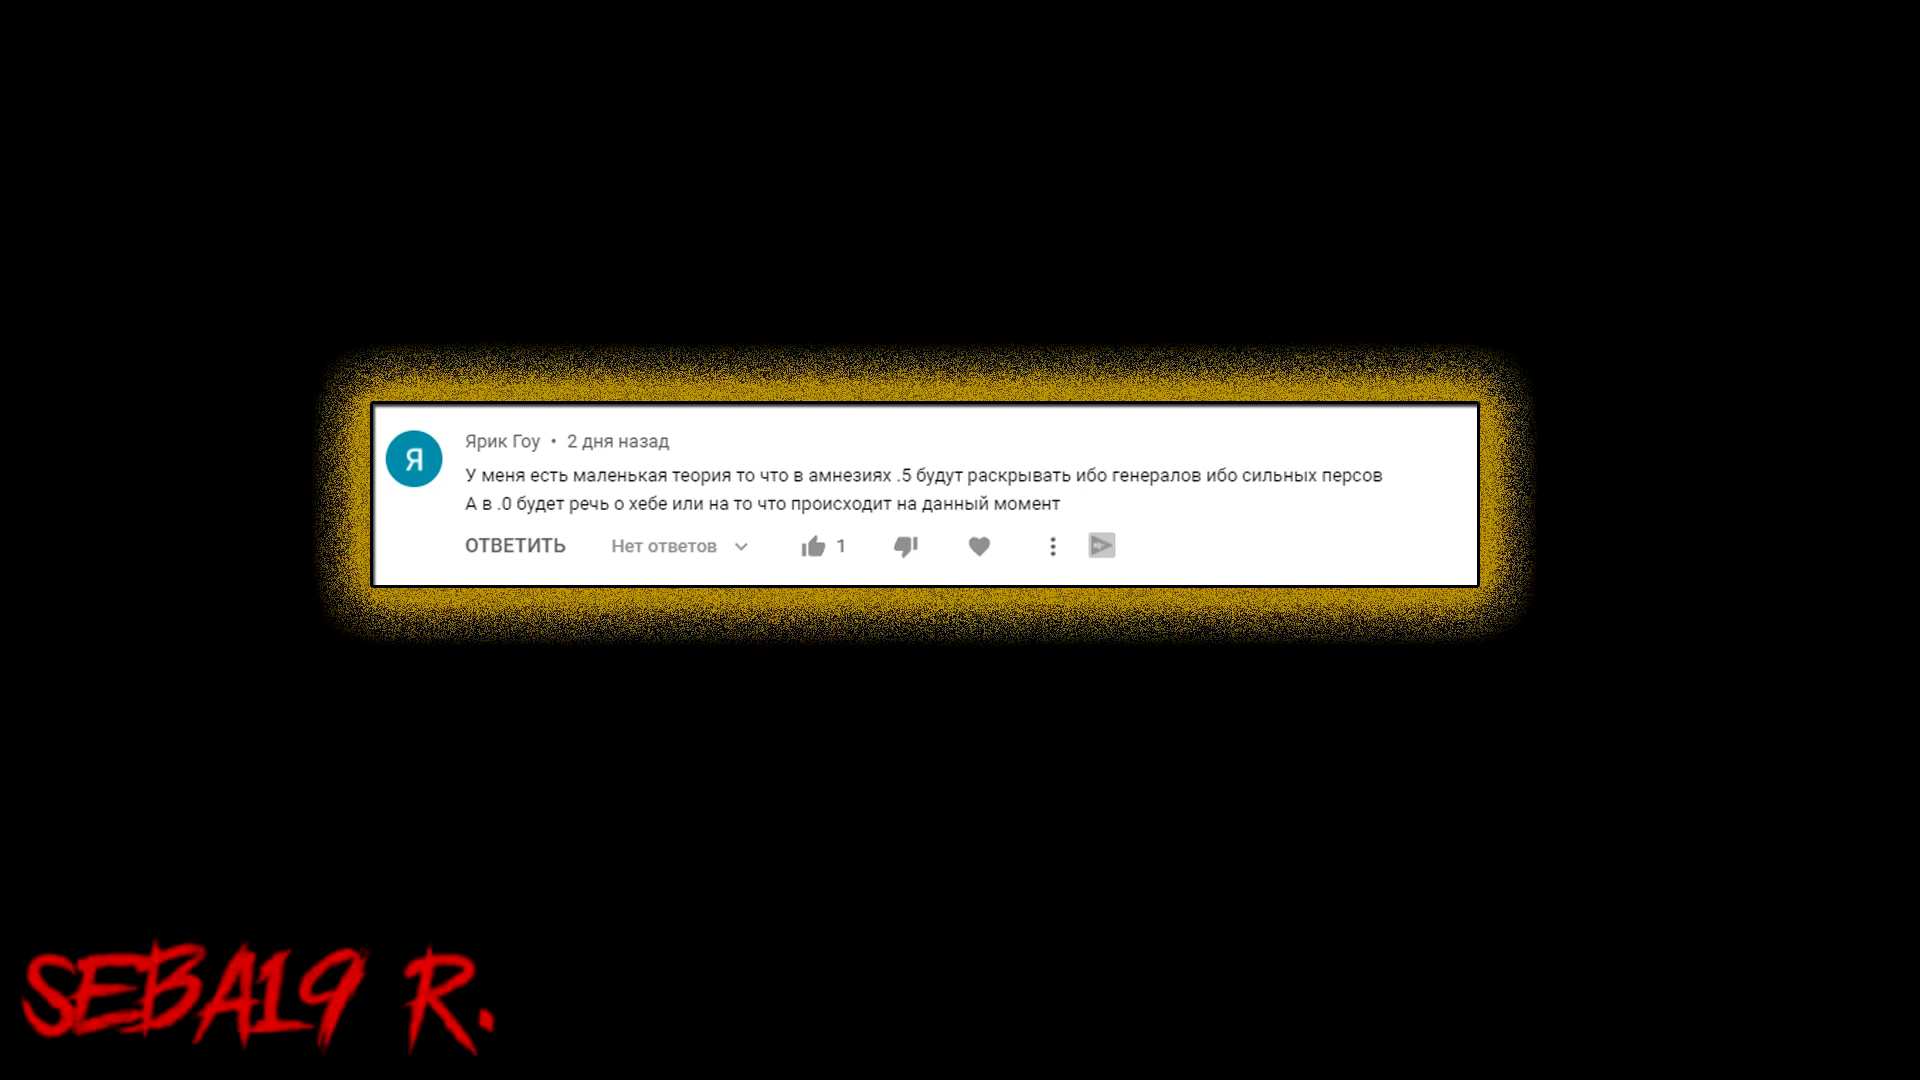 Я
Ярик Гоу • 2 дня назад
У меня есть маленькая теория то что в амнезиях .5 будут раскрывать ибо генералов ибо сильных персов
А в .0 будет речь о хебе или на то что происходит на данный момент
ОТВЕТИТЬ Нет ответов 1
SEBA19 R.